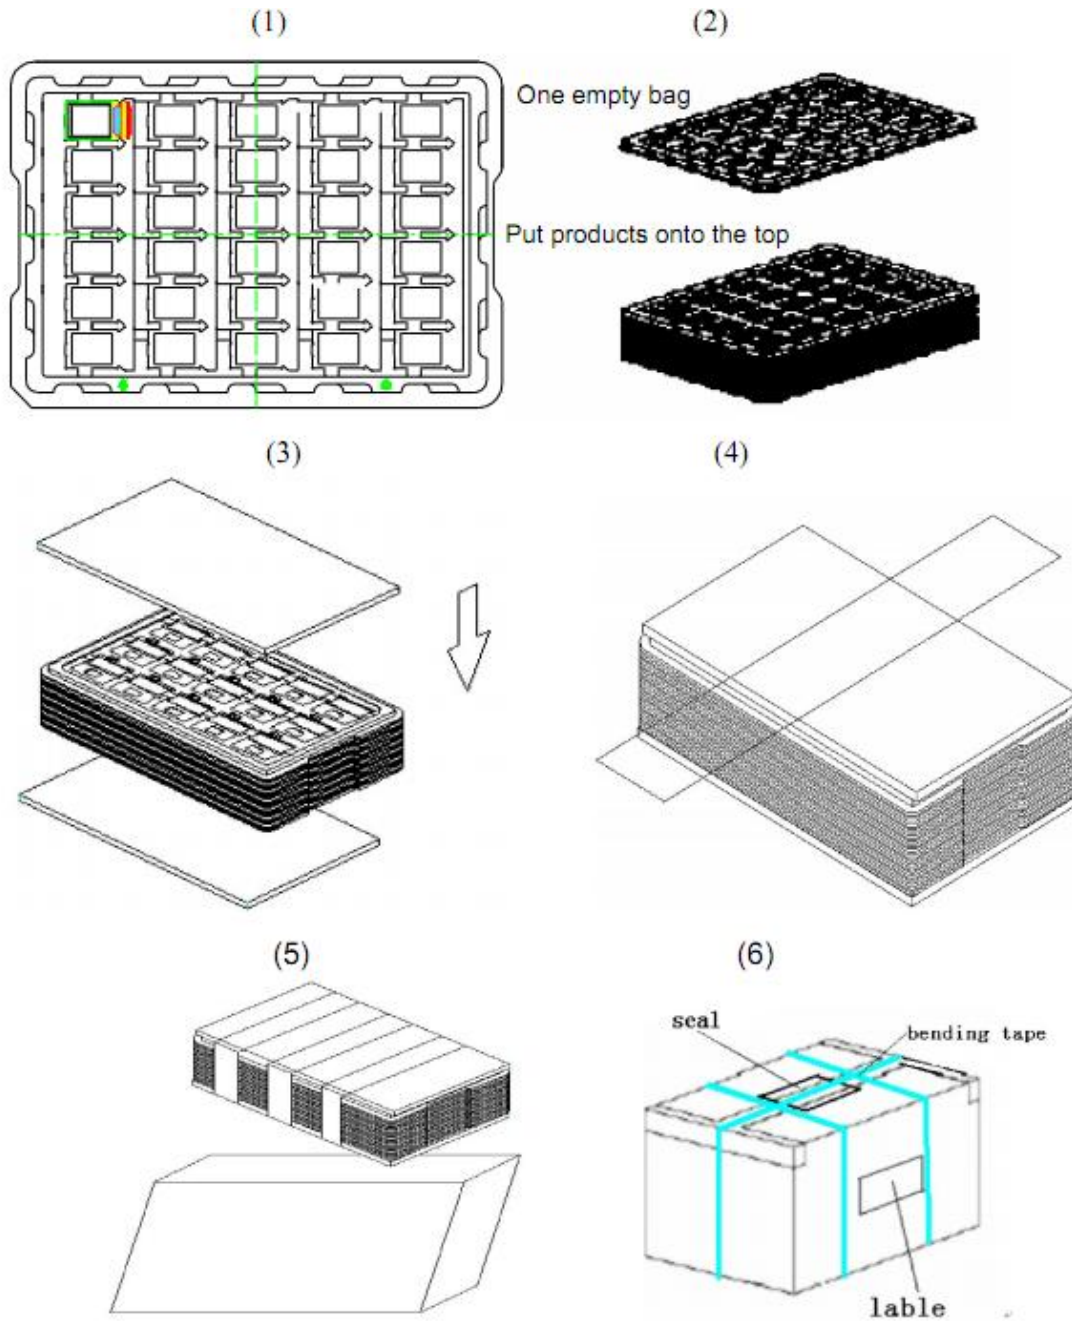 (1)
(2)
One empty bag
Put products onto the top
(3)
(4)
(5)
(6)
seal
bending tape
lable